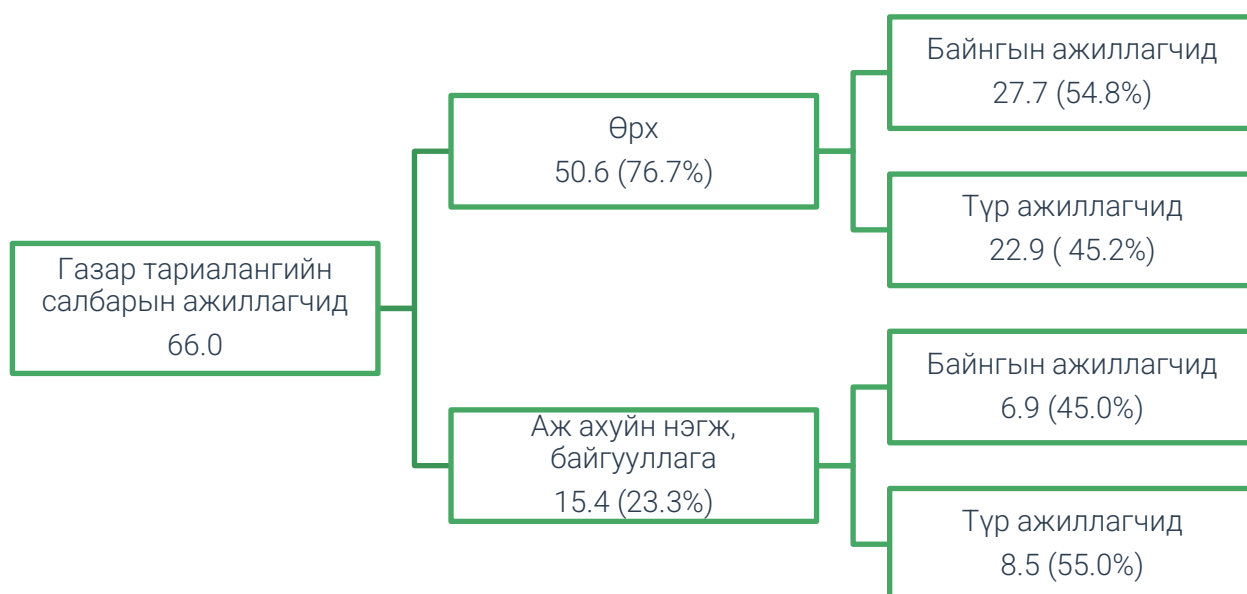 Газар тариалангийн
салбарын ажиллагчид
66.0
Өрх
50.6 (76.7%)
Байнгын ажиллагчид
27.7 (54.8%)
Түр ажиллагчид
22.9 ( 45.2%)
Аж ахуйн нэгж,
байгууллага
15.4 (23.3%)
Байнгын ажиллагчид
6.9 (45.0%)
Түр ажиллагчид
8.5 (55.0%)